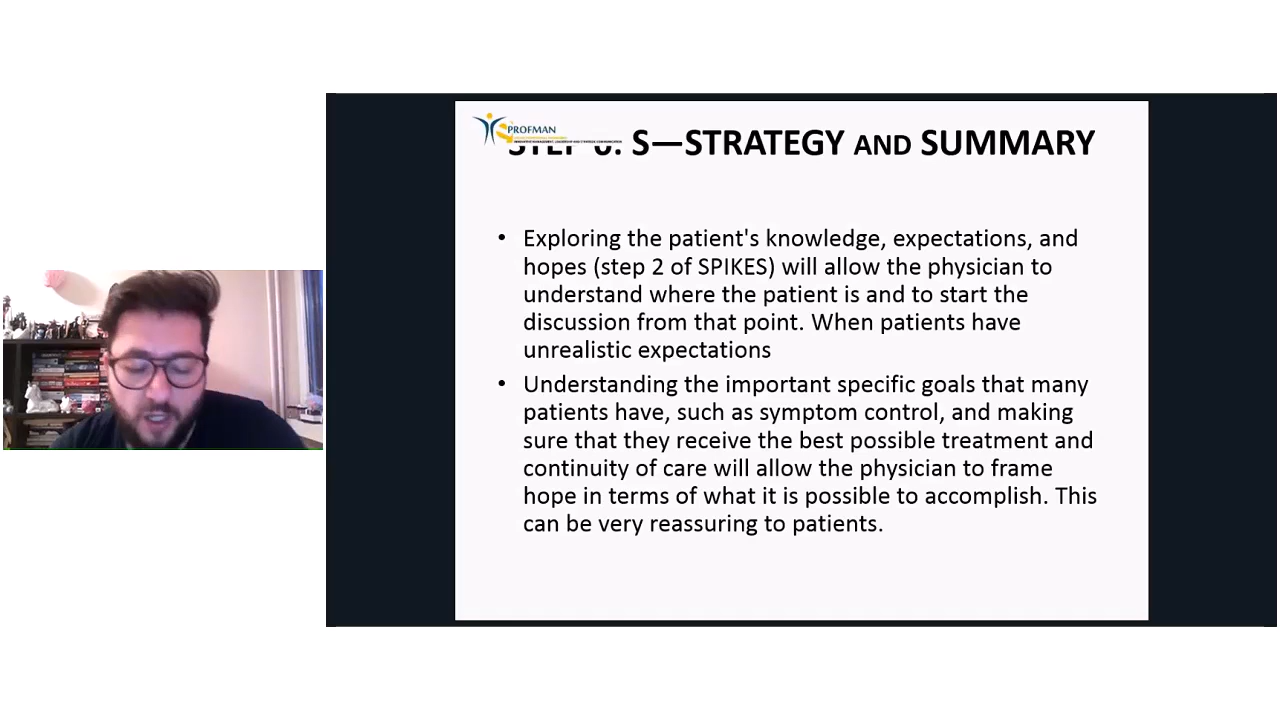 PROFMAN
STEP 6: S—STRATEGY AND SUMMARY
• Exploring the patient's knowledge, expectations, and
hopes (step 2 of SPIKES) will allow the physician to
understand where the patient is and to start the
discussion from that point. When patients have
unrealistic expectations
• Understanding the important specific goals that many
patients have, such as symptom control, and making
sure that they receive the best possible treatment and
continuity of care will allow the physician to frame
hope in terms of what it is possible to accomplish. This
can be very reassuring to patients.